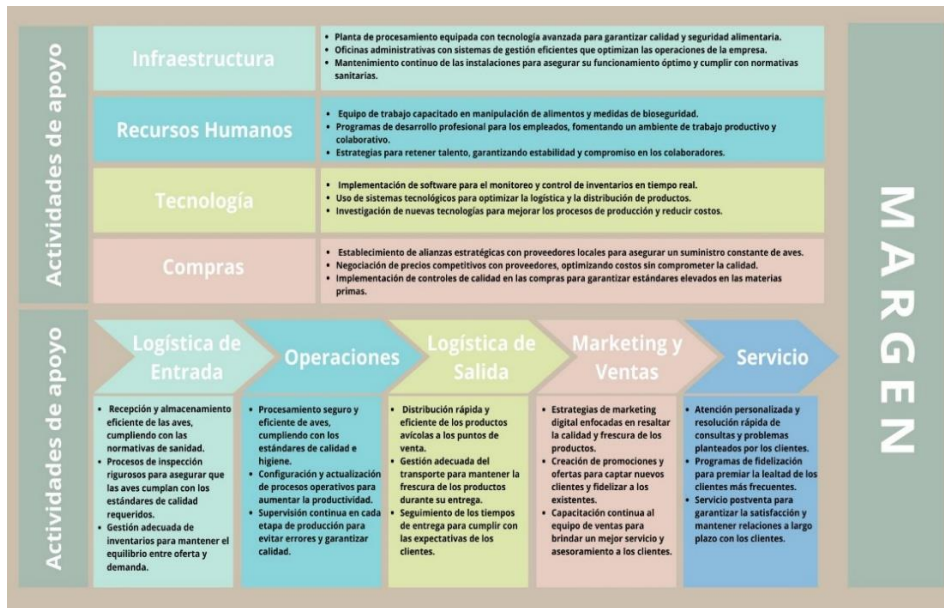 Actividades de apoyo
Infraestructura
• Planta de procesamiento equipada con tecnología avanzada para garantizar calidad y seguridad alimentaria.
• Oficinas administrativas con sistemas de gestión eficientes que optimizan las operaciones de la empresa.
• Mantenimiento continuo de las instalaciones para asegurar su funcionamiento óptimo y cumplir con normativas
sanitarias.
Recursos Humanos
• Equipo de trabajo capacitado en manipulación de alimentos y medidas de bioseguridad.
• Programas de desarrollo profesional para los empleados, fomentando un ambiente de trabajo productivo y
colaborativo.
• Estrategias para retener talento, garantizando estabilidad y compromiso en los colaboradores.
Tecnología
• Implementación de software para el monitoreo y control de inventarios en tiempo real.
• Uso de sistemas tecnológicos para optimizar la logística y la distribución de productos.
• Investigación de nuevas tecnologías para mejorar los procesos de producción y reducir costos.
Compras
• Establecimiento de alianzas estratégicas con proveedores locales para asegurar un suministro constante de aves.
• Negociación de precios competitivos con proveedores, optimizando costos sin comprometer la calidad.
• Implementación de controles de calidad en las compras para garantizar estándares elevados en las materias
primas.
Actividades de apoyo
Logística de
Entrada
• Recepción y almacenamiento
eficiente de las aves,
cumpliendo con las
normativas de sanidad.
• Procesos de inspección
rigurosos para asegurar que
las aves cumplan con los
estándares de calidad
requeridos.
• Gestión adecuada de
inventarios para mantener el
equilibrio entre oferta y
demanda.
Operaciones
• Procesamiento seguro y
eficiente de aves,
cumpliendo con los
estándares de calidad e
higiene.
• Configuración y actualización
de procesos operativos para
aumentar la productividad.
• Supervisión continua en cada
etapa de producción para
evitar errores y garantizar
calidad.
Logística de
Salida
• Distribución rápida y
eficiente de los productos
avícolas a los puntos de
venta.
• Gestión adecuada del
transporte para mantener la
frescura de los productos
durante su entrega.
• Seguimiento de los tiempos
de entrega para cumplir con
las expectativas de los
clientes.
Marketing y
Ventas
• Estrategias de marketing
digital enfocadas en resaltar
la calidad y frescura de los
productos.
• Creación de promociones y
ofertas para captar nuevos
clientes y fidelizar a los
existentes.
• Capacitación continua al
equipo de ventas para
brindar un mejor servicio y
asesoramiento a los clientes.
Servicio
• Atención personalizada y
resolución rápida de
consultas y problemas
planteados por los clientes.
• Programas de fidelización
para premiar la lealtad de los
clientes más frecuentes.
• Servicio postventa para
garantizar la satisfacción y
mantener relaciones a largo
plazo con los clientes.
MARGEN